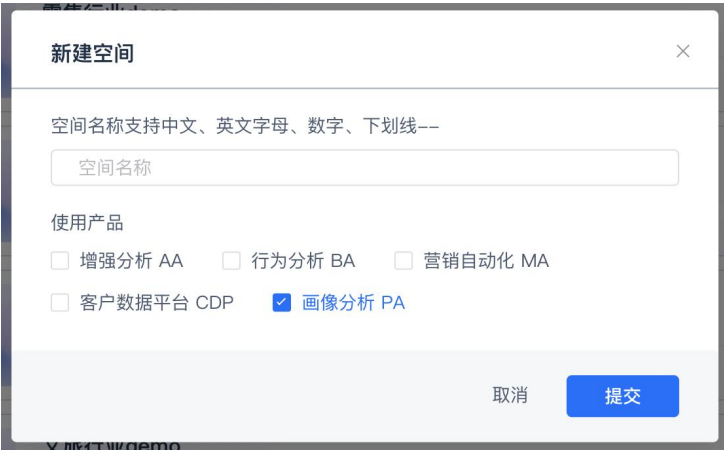 新建空间
空间名称支持中文、英文字母、数字、下划线--
空间名称
使用产品
增强分析 AA 行为分析 BA 营销自动化 MA
客户数据平台 CDP 画像分析 PA
取消 提交